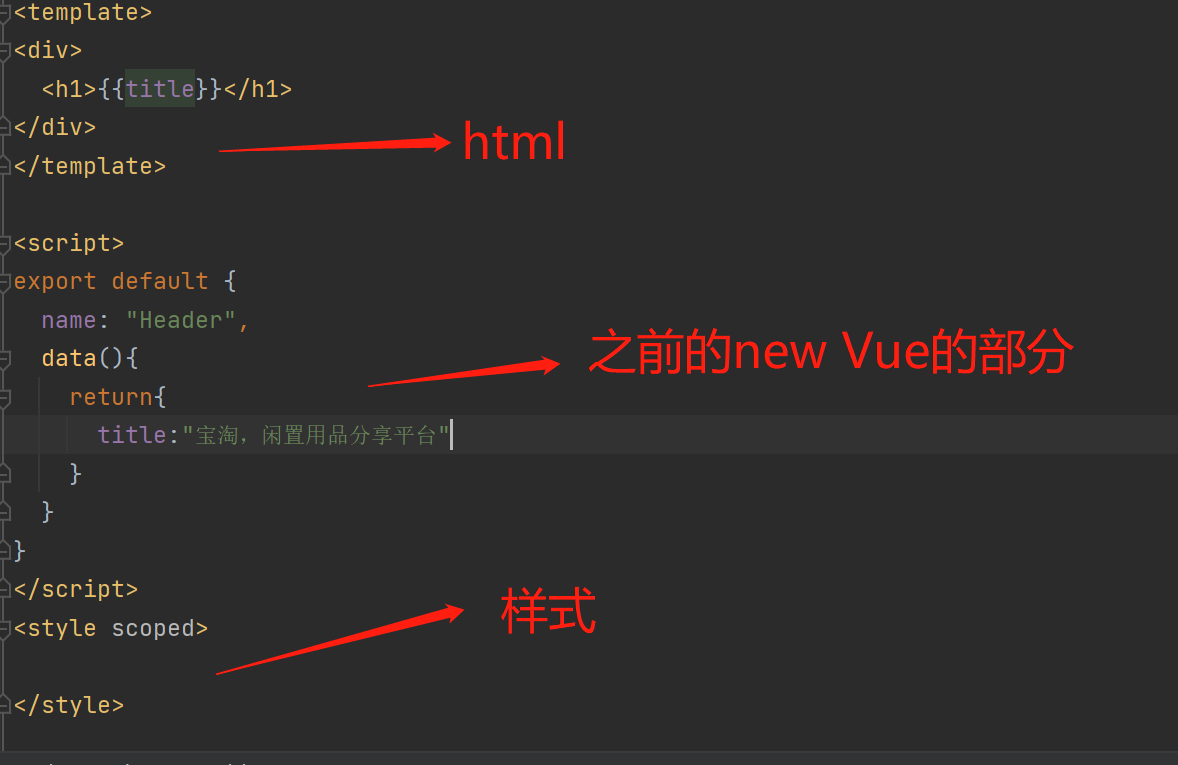 <template>
<div>
<h1>{{title}}</h1>
</div>
html
</template>
<script>
export default {
name: "Header",
data(){
之前的new Vue的部分
return{
title:"宝淘，闲置用品分享平台"
}
}
}
</script>
样式
<style scoped>
</style>